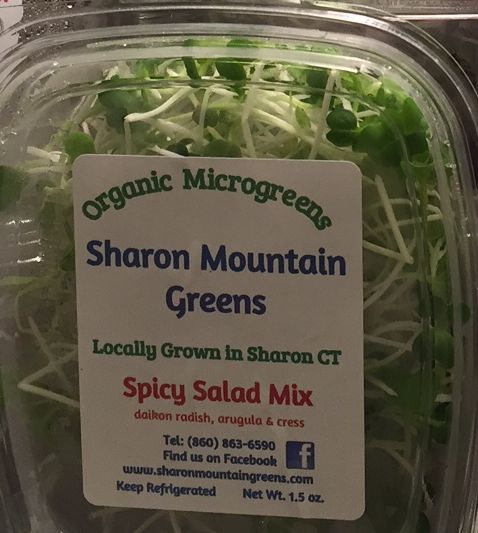 Organic Microgreens
Sharon Mountain
Greens
Locally Grown in Sharon CT
Spicy Salad Mix
daikon radish, arugula & cress
Tel: (860) 863-6590
Find us on Facebook f
www.sharonmountaingreens.com
Keep Refrigerated Net Wt. 1.5 oz.